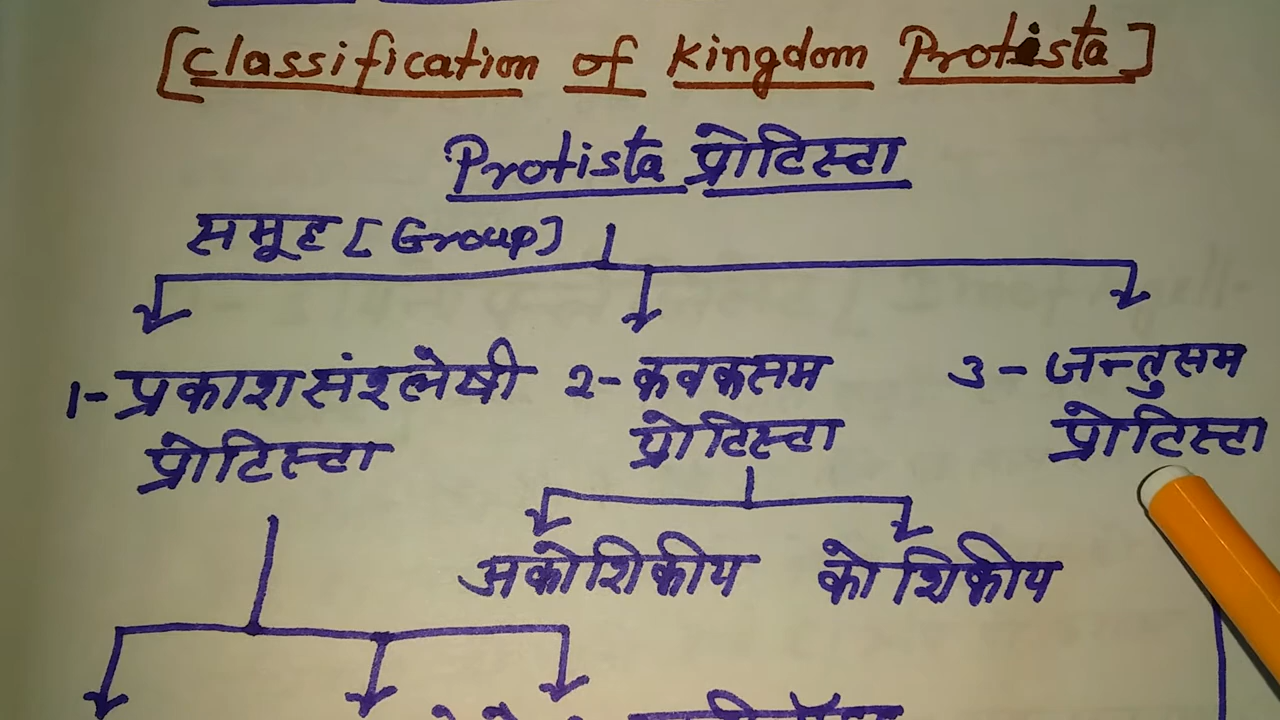 [Classification of Kingdom Protista]
Protista प्रोटिस्टा
समूह [Group]
1- प्रकाशसंश्लेषी 2- कवकसम 3- जन्तुसम
प्रोटिस्टा प्रोटिस्टा प्रोटिस्टा
अकोशिकीय कोशिकीय